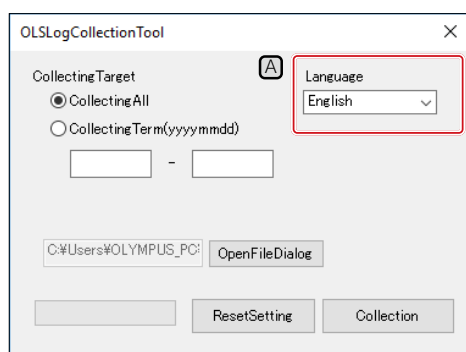 OLSLogCollectionTool
CollectingTarget
A
Language
CollectingAll
English
CollectingTerm(yyyymmdd)
-
C:¥Users¥OLYMPUS_PC
OpenFileDialog
ResetSetting
Collection